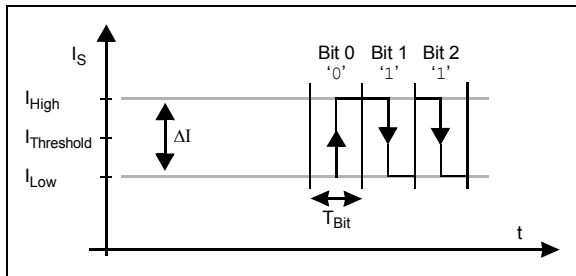 I_S
Bit 0 Bit 1 Bit 2
‘0’ ‘1’ ‘1’
I_High
ΔI
I_Threshold
I_Low
T_Bit
t